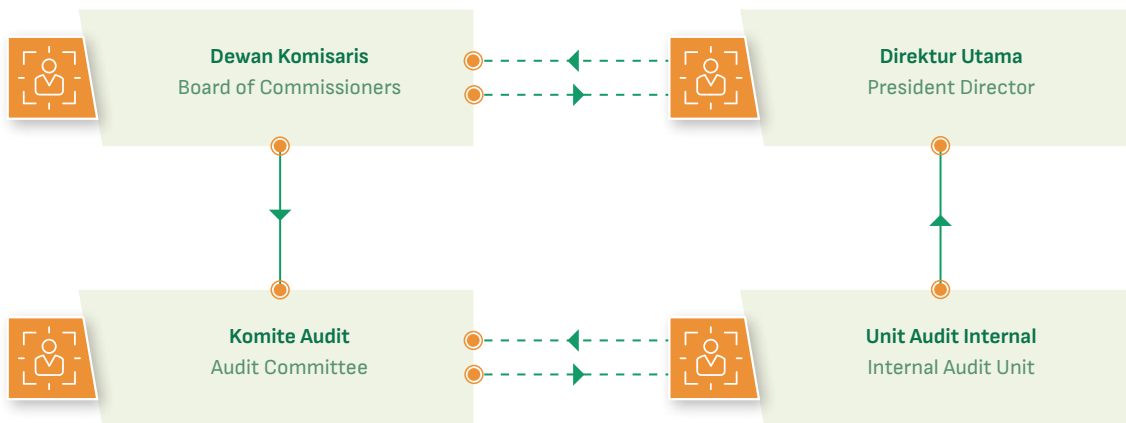 Dewan Komisaris
Board of Commissioners
Direktur Utama
President Director
Komite Audit
Audit Committee
Unit Audit Internal
Internal Audit Unit